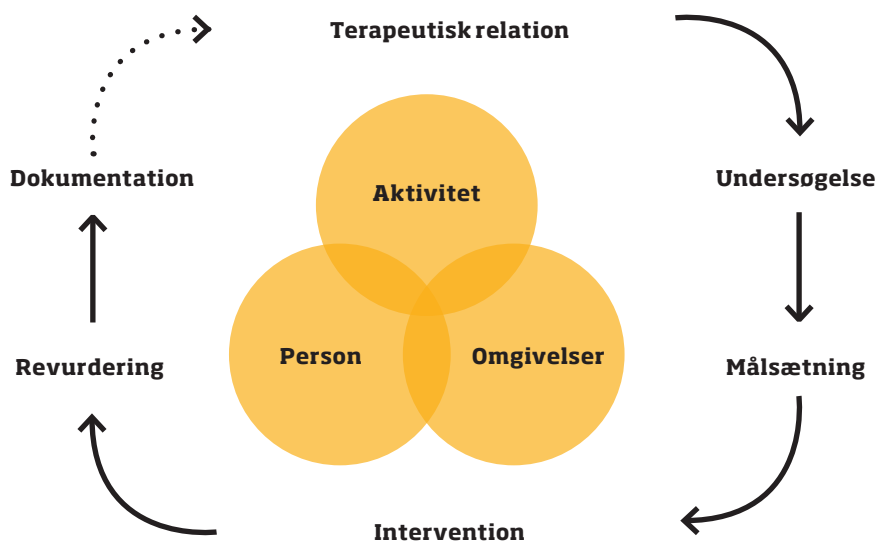 Terapeutisk relation
Dokumentation
Aktivitet
Undersøgelse
Revurdering
Person
Omgivelser
Målsætning
Intervention